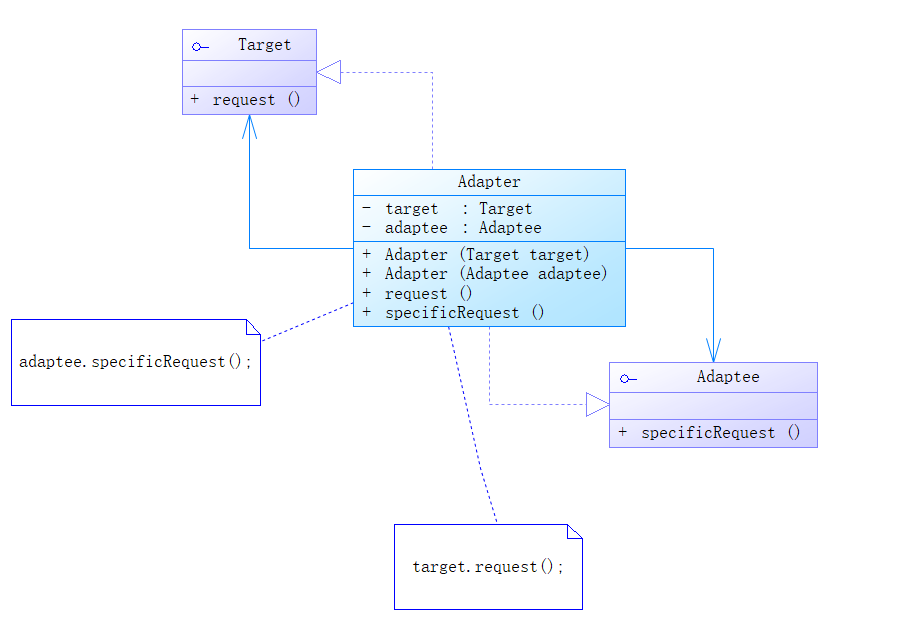 Target
+ request ()
Adapter
- target : Target
- adaptee : Adaptee
+ Adapter (Target target)
+ Adapter (Adaptee adaptee)
+ request ()
+ specificRequest ()
adaptee.specificRequest();
Adaptee
+ specificRequest ()
target.request();